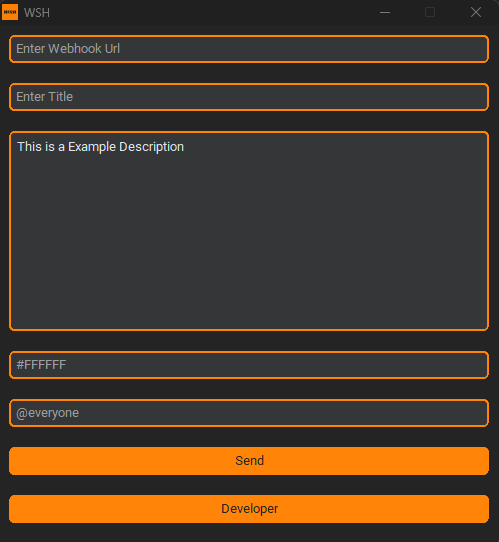 WSH
Enter Webhook Url
Enter Title
This is a Example Description
#FFFFFF
@everyone
Send
Developer